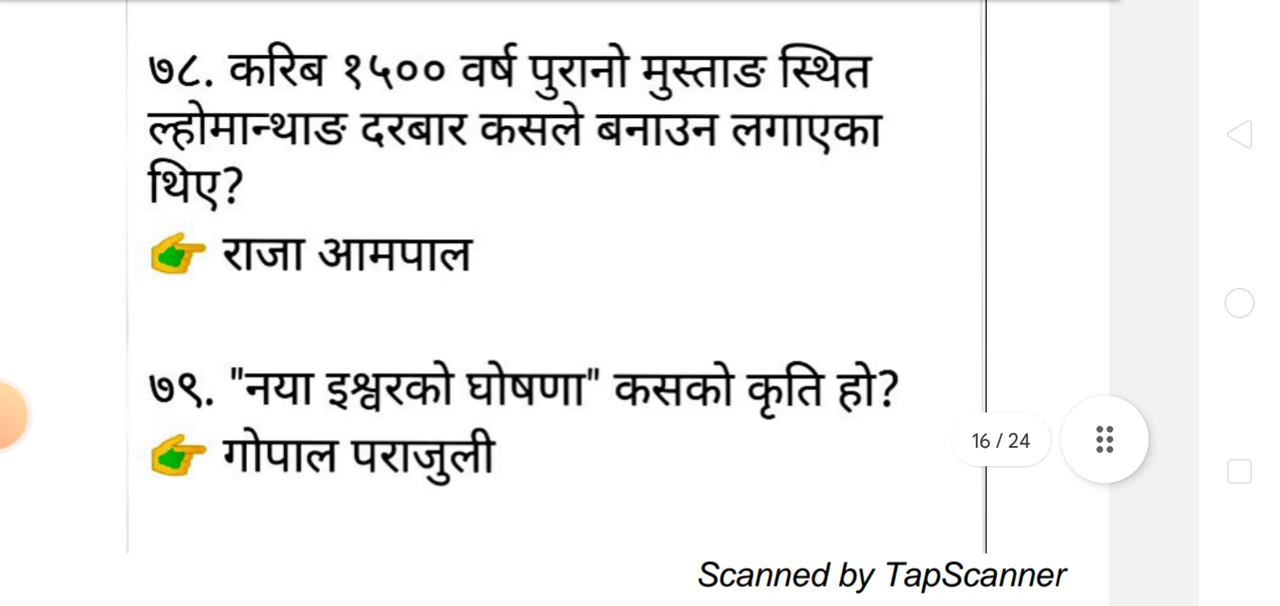 ७८. करिब १५०० वर्ष पुरानो मुस्ताङ स्थित
ल्होमान्थाङ दरबार कसले बनाउन लगाएका
थिए?
राजा आमपाल
७९. "नया इश्वरको घोषणा" कसको कृति हो?
गोपाल पराजुली
16 / 24
Scanned by TapScanner